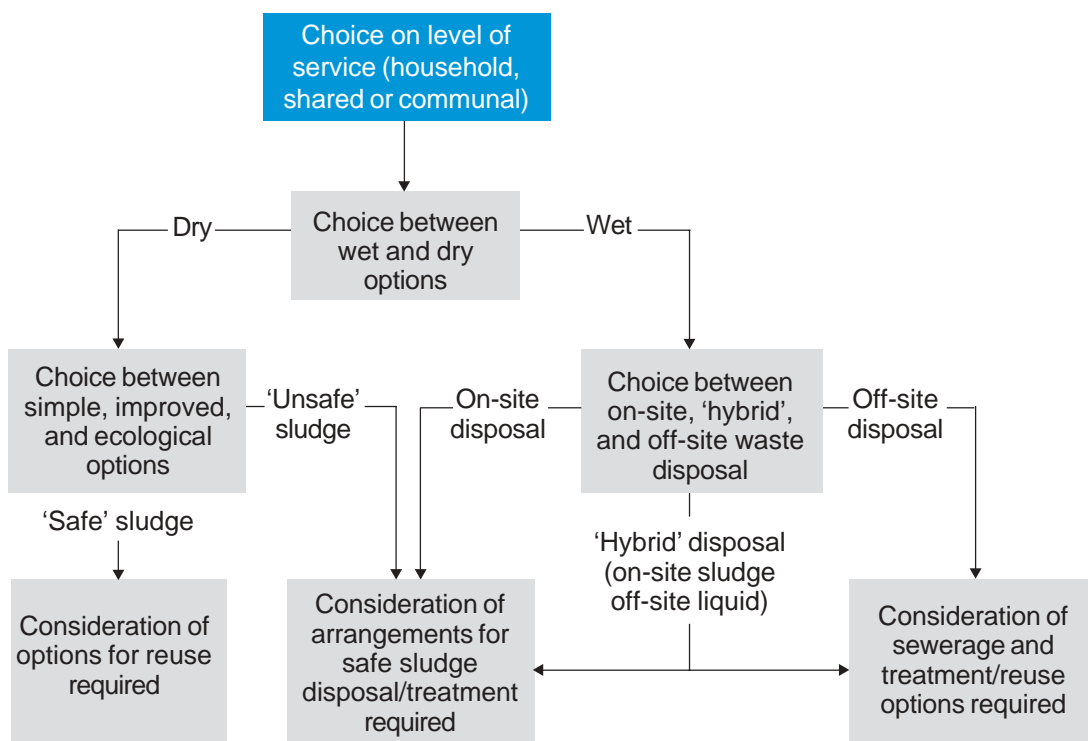 Choice on level of
service (household,
shared or communal)
Dry
Choice between
wet and dry
options
Wet
Choice between
simple, improved,
and ecological
options
‘Unsafe’
sludge
On-site
disposal
Choice between
on-site, ‘hybrid’,
and off-site waste
disposal
Off-site
disposal
‘Safe’ sludge
‘Hybrid’ disposal
(on-site sludge
off-site liquid)
Consideration of
options for reuse
required
Consideration of
arrangements for
safe sludge
disposal/treatment
required
Consideration of
sewerage and
treatment/reuse
options required